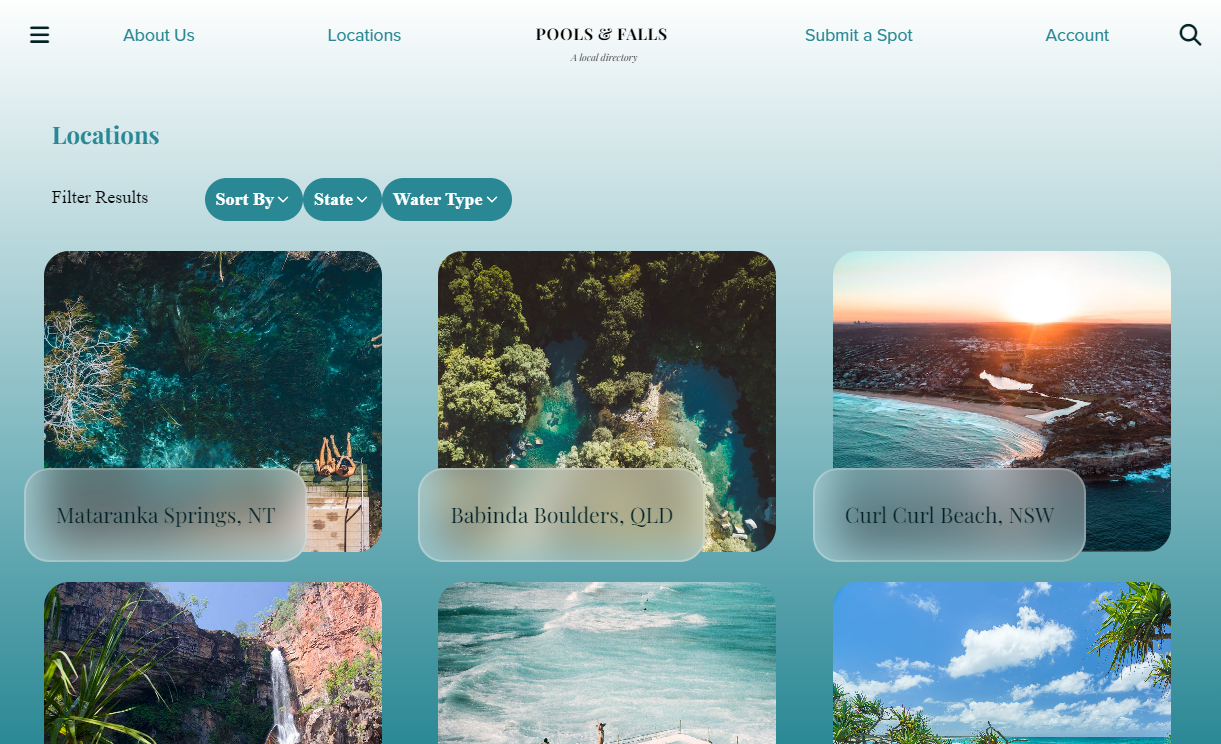 About Us
Locations
POOLS & FALLS
A local directory
Submit a Spot
Account
Locations
Filter Results
Sort By
State
Water Type
Mataranka Springs, NT
Babinda Boulders, QLD
Curl Curl Beach, NSW